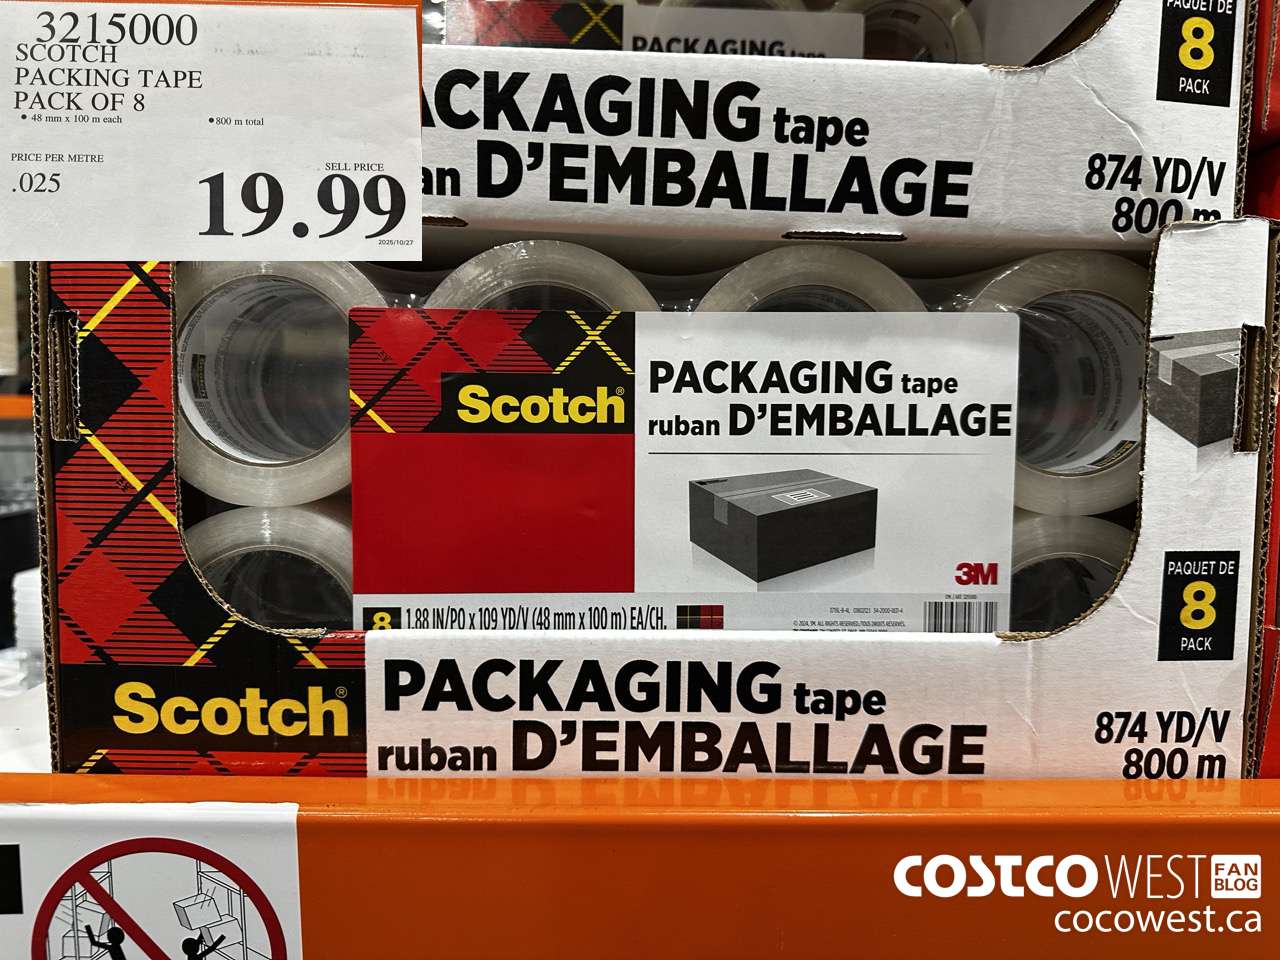 3215000
SCOTCH
PACKING TAPE
PACK OF 8
• 48 mm x 100 m each
• 800 m total
PRICE PER METRE
.025
SELL PRICE
19.99
2025/10/27
PACKAGING tape
PAQUET DE
8
PACK
ACKAGING tape
an D'EMBALLAGE
874 YD/V
800 m
Scotch®
PACKAGING tape
ruban D'EMBALLAGE
3M
8 1.88 IN/PO x 109 YD/V (48 mm x 100 m) EA/CH.
PAQUET DE
8
PACK
Scotch®
PACKAGING tape
ruban D'EMBALLAGE
874 YD/V
800 m
COSTCO WEST FAN BLOG
cocowest.ca